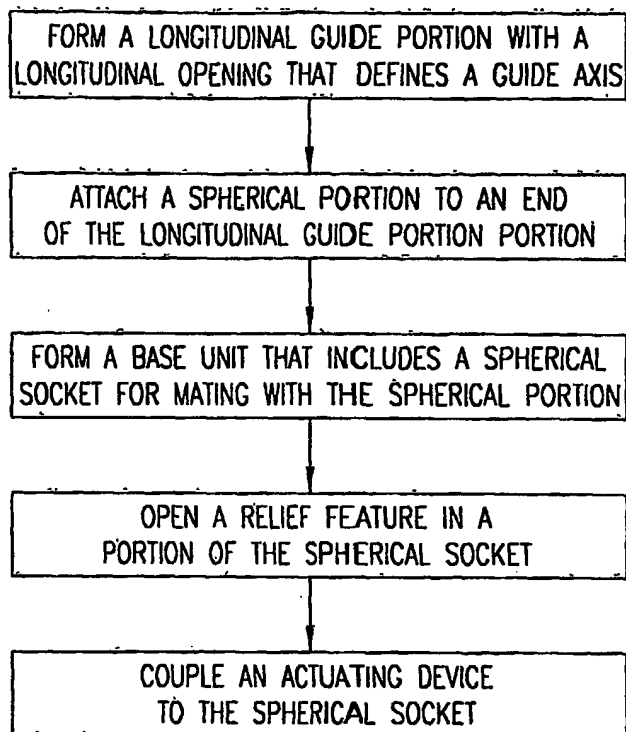 FORM A LONGITUDINAL GUIDE PORTION WITH A
LONGITUDINAL OPENING THAT DEFINES A GUIDE AXIS
ATTACH A SPHERICAL PORTION TO AN END
OF THE LONGITUDINAL GUIDE PORTION PORTION
FORM A BASE UNIT THAT INCLUDES A SPHERICAL
SOCKET FOR MATING WITH THE SPHERICAL PORTION
OPEN A RELIEF FEATURE IN A
PORTION OF THE SPHERICAL SOCKET
COUPLE AN ACTUATING DEVICE
TO THE SPHERICAL SOCKET